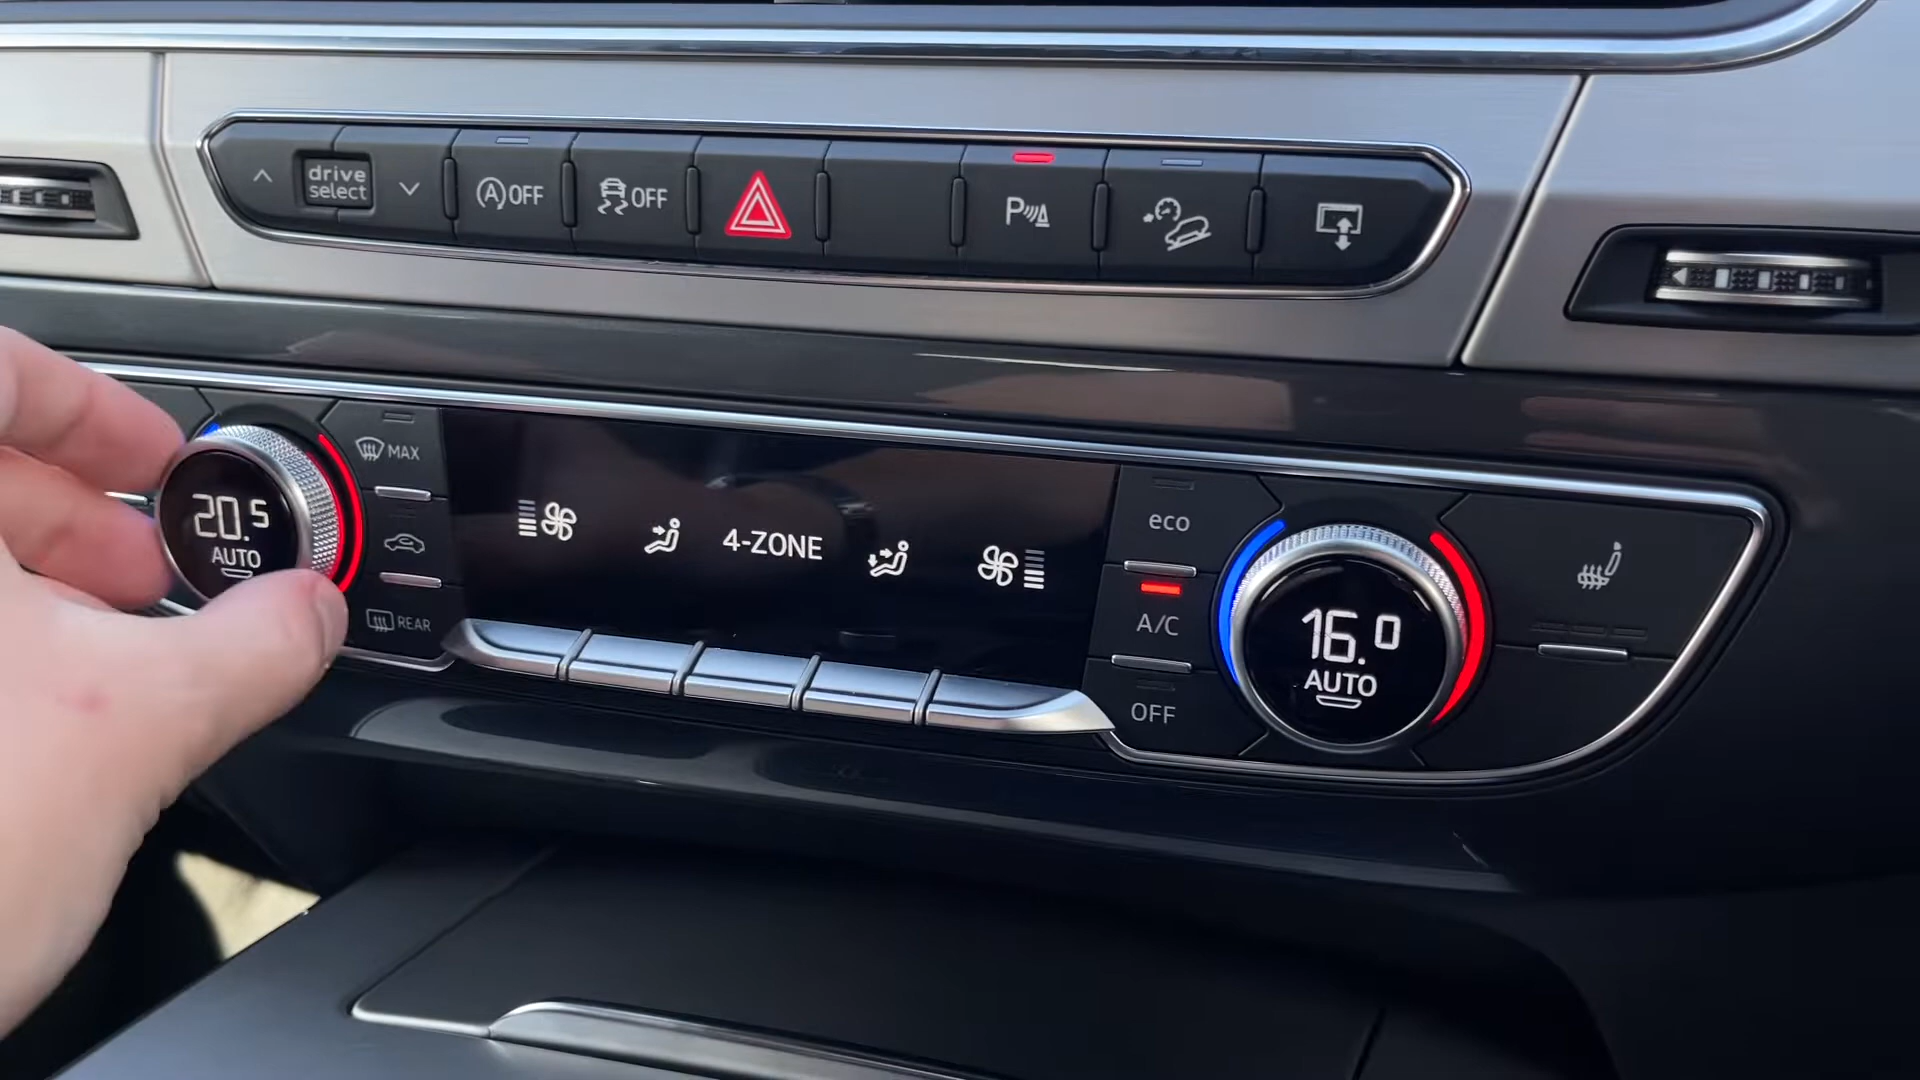 drive
select
A OFF
OFF
P
MAX
20.5
AUTO
REAR
4-ZONE
eco
A/C
OFF
16.0
AUTO